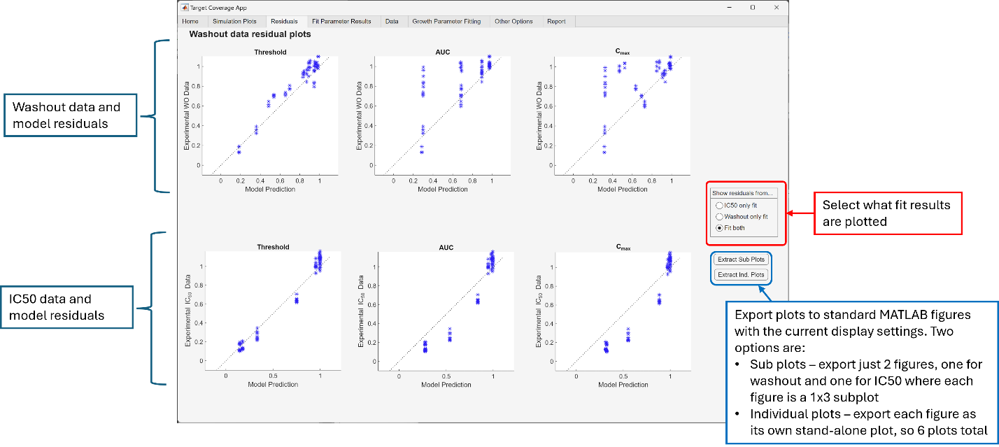 Target Coverage App
Home Simulation Plots Residuals Fit Parameter Results Data Growth Parameter Fitting Other Options Report
Washout data residual plots
Washout data and
model residuals
Threshold
Experimental WO Data
1
0.8
0.6
0.4
0.2
0
0 0.2 0.4 0.6 0.8 1
Model Prediction
AUC
Experimental WO Data
1
0.8
0.6
0.4
0.2
0
0 0.2 0.4 0.6 0.8 1
Model Prediction
Cmax
Experimental WO Data
1
0.8
0.6
0.4
0.2
0
0 0.2 0.4 0.6 0.8 1
Model Prediction
Show residuals from...
IC50 only fit
Washout only fit
Fit both
Select what fit results
are plotted
IC50 data and
model residuals
Threshold
Experimental IC50 Data
1
0.8
0.6
0.4
0.2
0
0 0.5 1
Model Prediction
AUC
Experimental IC50 Data
1
0.8
0.6
0.4
0.2
0
0 0.5 1
Model Prediction
Cmax
Experimental IC50 Data
1
0.8
0.6
0.4
0.2
0
0 0.5 1
Model Prediction
Extract Sub Plots
Extract Ind. Plots
Export plots to standard MATLAB figures
with the current display settings. Two
options are:
• Sub plots – export just 2 figures, one for
washout and one for IC50 where each
figure is a 1x3 subplot
• Individual plots – export each figure as
its own stand-alone plot, so 6 plots total